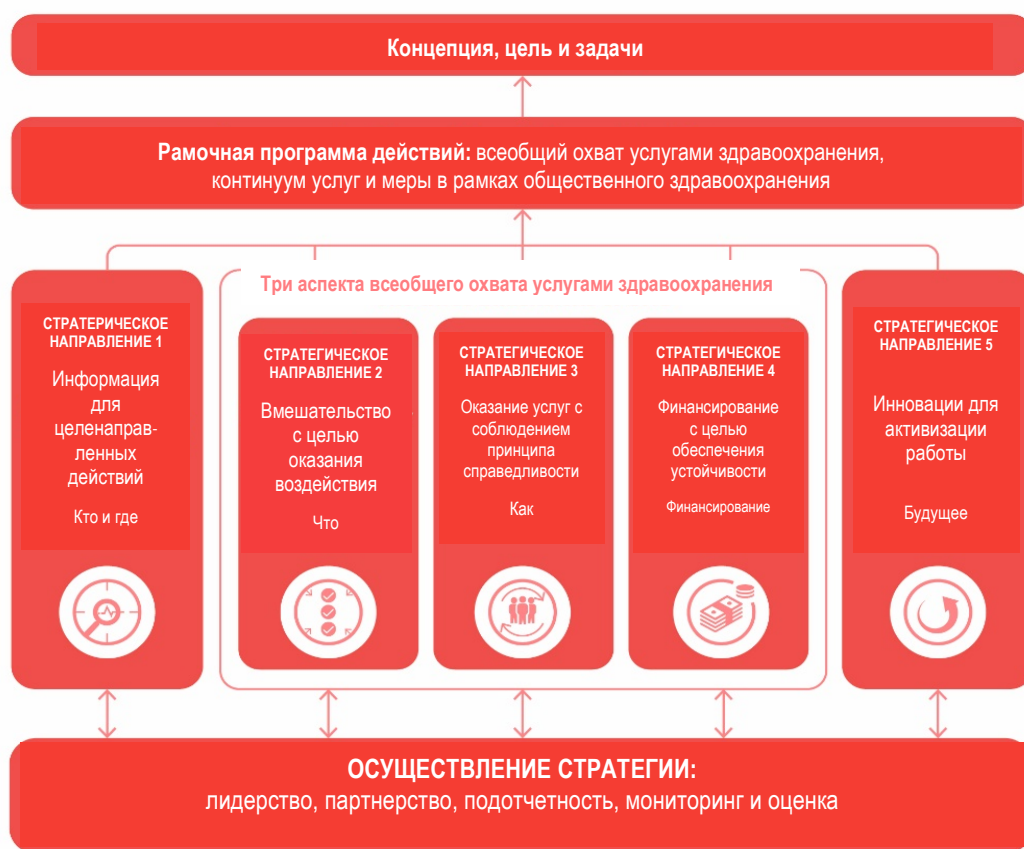 Концепция, цель и задачи
Рамочная программа действий: всеобщий охват услугами здравоохранения,
континуум услуг и меры в рамках общественного здравоохранения
Три аспекта всеобщего охвата услугами здравоохранения
СТРАТЕРИЧЕСКОЕ
НАПРАВЛЕНИЕ 1
Информация
для
целенаправ-
ленных
действий
Кто и где
СТРАТЕГИЧЕСКОЕ
НАПРАВЛЕНИЕ 2
Вмешательство
с целью
оказания
воздействия
Что
СТРАТЕГИЧЕСКОЕ
НАПРАВЛЕНИЕ 3
Оказание услуг с
соблюдением
принципа
справедливости
Как
СТРАТЕГИЧЕСКОЕ
НАПРАВЛЕНИЕ 4
Финансирование
с целью
обеспечения
устойчивости
Финансирование
СТРАТЕГИЧЕСКОЕ
НАПРАВЛЕНИЕ 5
Инновации для
активизации
работы
Будущее
ОСУЩЕСТВЛЕНИЕ СТРАТЕГИИ:
лидерство, партнерство, подотчетность, мониторинг и оценка